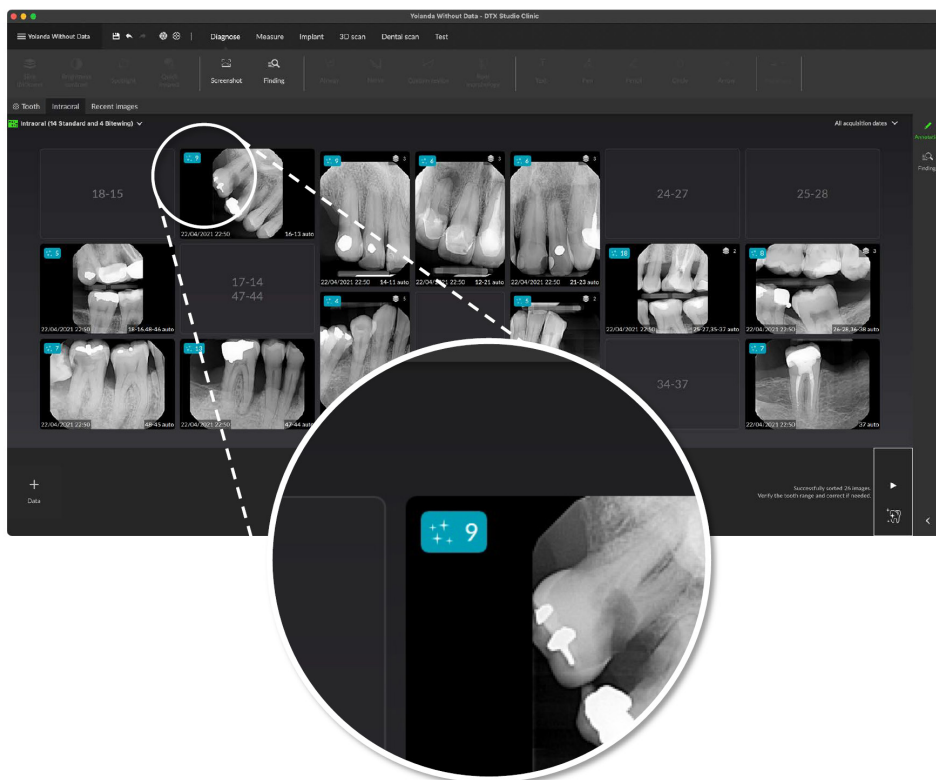 Yolanda Without Data - DTX Studio Clinic
Yolanda Without Data
Diagnose Measure Implant 3D scan Dental scan Test
Screenshot Finding
Tooth Intraoral Recent images
Intraoral (14 Standard and 4 Bitewing) All acquisition dates
Finding
18-15
9
22/04/2021 22:50 16-13 auto
3
22/04/2021 22:50 14-11 auto
6 3
22/04/2021 22:50 12-21 auto
6 3
22/04/2021 22:50 21-23 auto
24-27
25-28
5
22/04/2021 22:50 18-16,48-46 auto
17-14
47-44
10 2
22/04/2021 22:50 25-27,35-37 auto
8 3
22/04/2021 22:50 26-28,36-38 auto
7
22/04/2021 22:50 48-45 auto
22/04/2021 22:50 47-44 auto
34-37
7
22/04/2021 22:50 37 auto
Data
Successfully sorted 26 images.
Verify the tooth range and correct if needed.
9